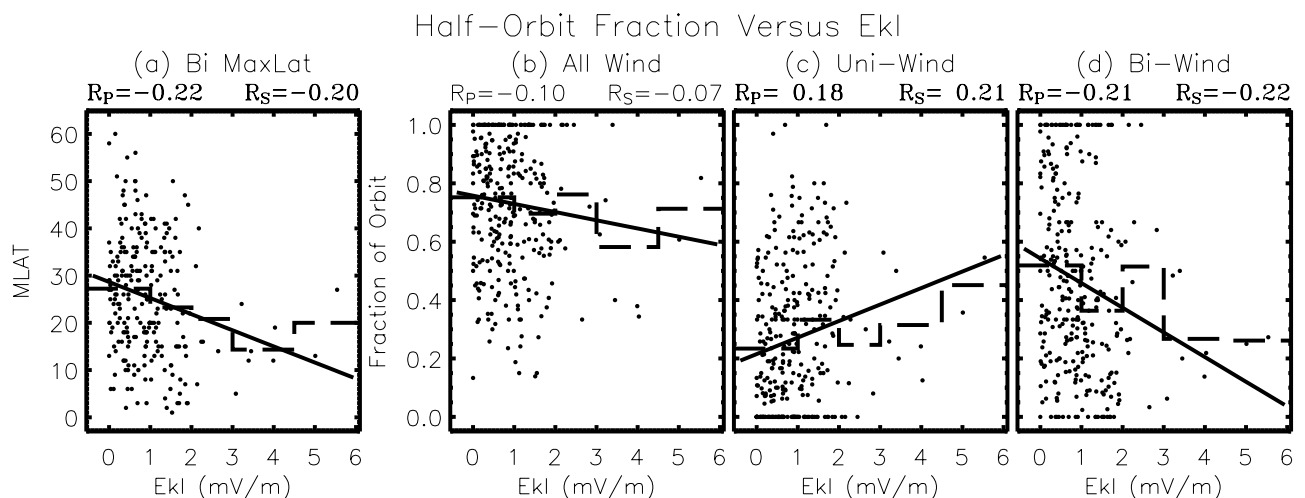 Half-Orbit Fraction Versus Ekl
(a) Bi MaxLat
(b) All Wind
(c) Uni-Wind
(d) Bi-Wind
RP=-0.22 RS=-0.20
RP=-0.10 RS=-0.07
RP= 0.18 RS= 0.21
RP=-0.21 RS=-0.22
MLAT
60
50
40
30
20
10
0
Fraction of Orbit
1.0
0.8
0.6
0.4
0.2
0.0
0 1 2 3 4 5 6
0 1 2 3 4 5 6
0 1 2 3 4 5 6
0 1 2 3 4 5 6
Ekl (mV/m)
Ekl (mV/m)
Ekl (mV/m)
Ekl (mV/m)